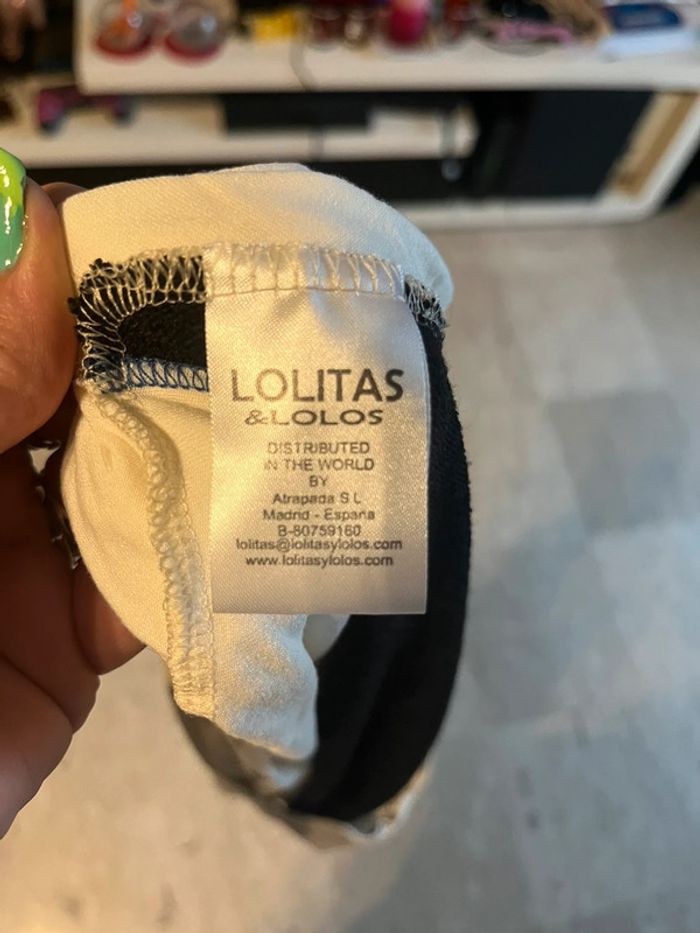 LOLITAS
&LOLOS
DISTRIBUTED
IN THE WORLD
BY
Atrapada S L
Madrid - España
B-80759160
lolitas@lolitasylolos.com
www.lolitasylolos.com